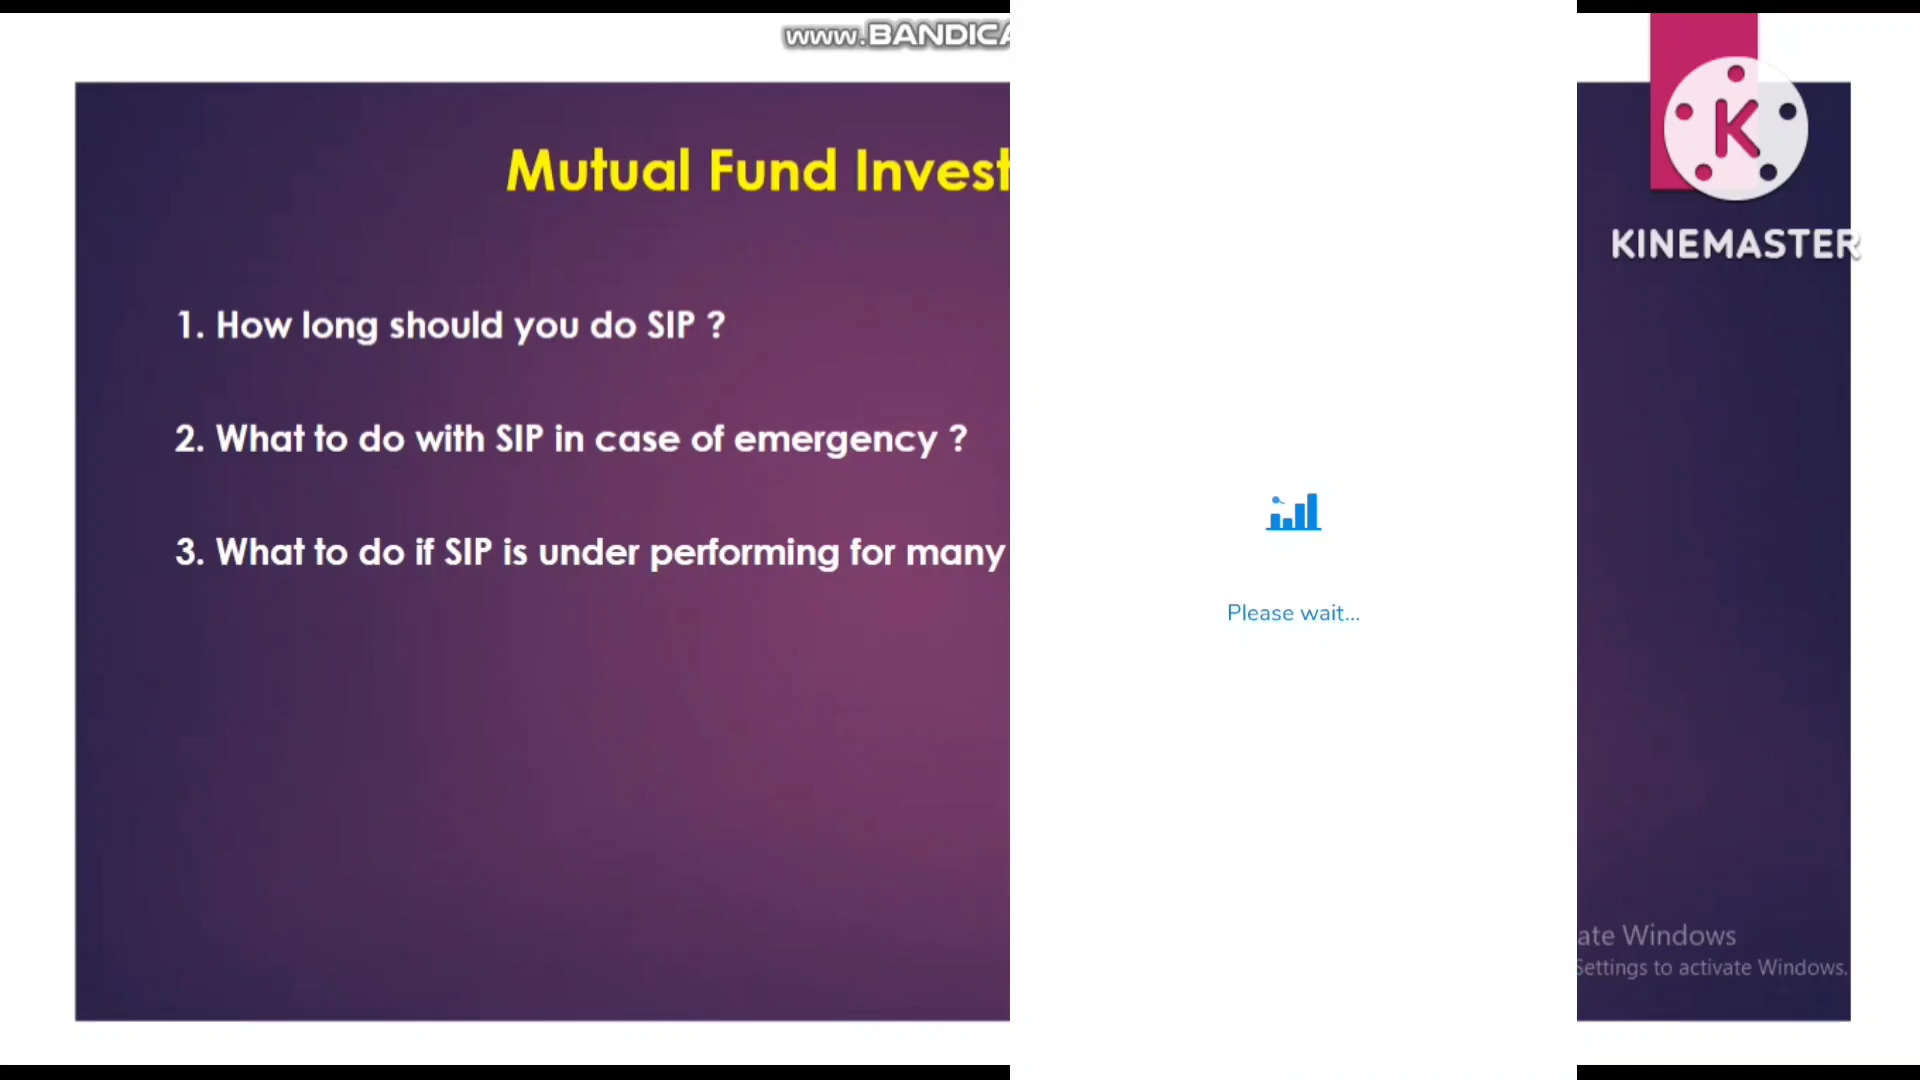 www.BANDICA
Mutual Fund Invest
1. How long should you do SIP ?
2. What to do with SIP in case of emergency ?
3. What to do if SIP is under performing for many
Please wait...
K
KINEMASTER
ate Windows
Settings to activate Windows.